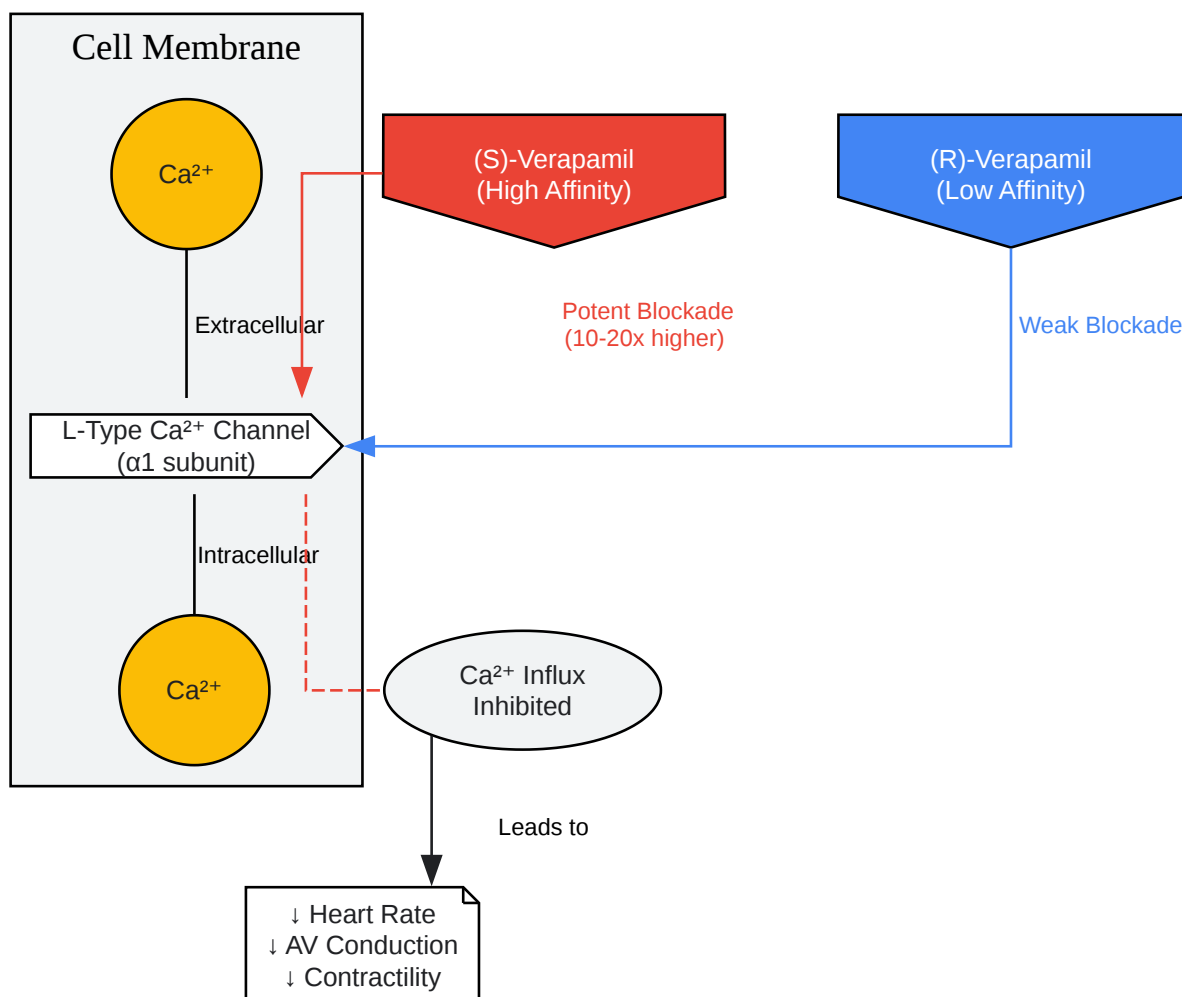 Cell Membrane
Ca²⁺
(S)-Verapamil
(High Affinity)
(R)-Verapamil
(Low Affinity)
Extracellular
Potent Blockade
(10-20x higher)
Weak Blockade
L-Type Ca²⁺ Channel
(α1 subunit)
Intracellular
Ca²⁺
Ca²⁺ Influx
Inhibited
Leads to
↓ Heart Rate
↓ AV Conduction
↓ Contractility